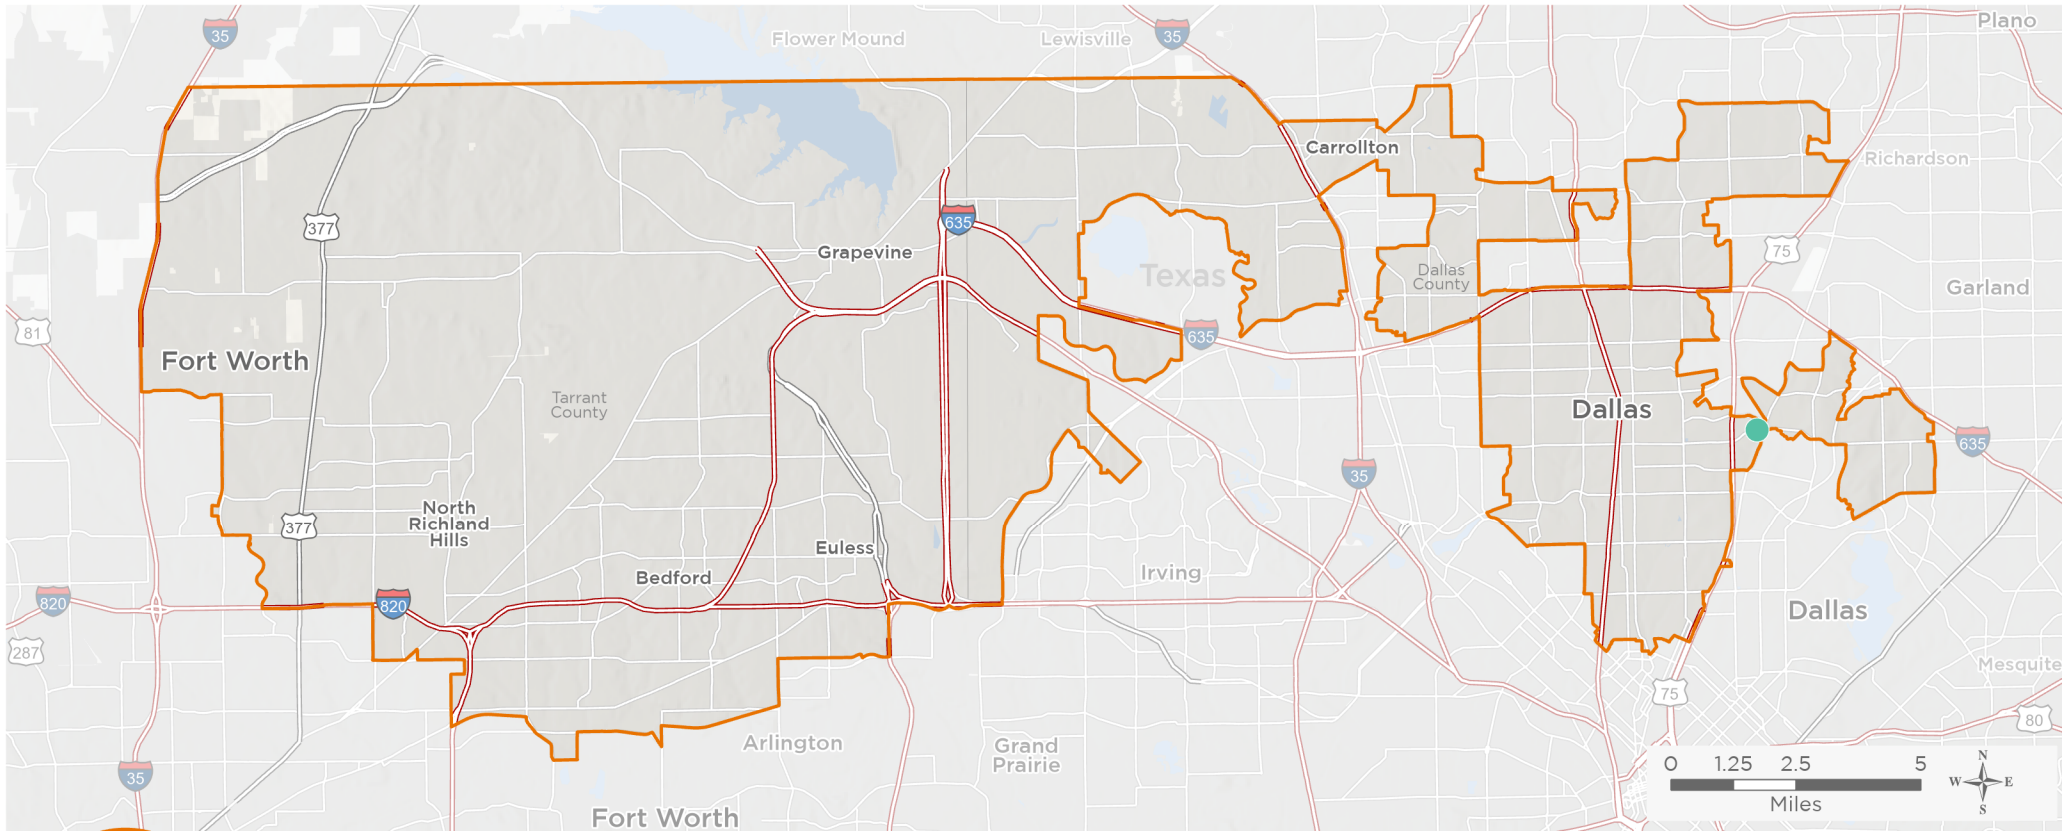 Plano
35
35
Flower Mound
Lewisville
Carrollton
Richardson
377
635
Grapevine
75
Texas
Dallas
County
Garland
81
635
Fort Worth
Tarrant
County
Dallas
635
35
North
Richland
Hills
377
Euless
Bedford
Irving
820
820
Dallas
287
Mesquite
75
80
Arlington
Grand
Prairie
35
Fort Worth
0 1.25 2.5 5
Miles
N
W E
S